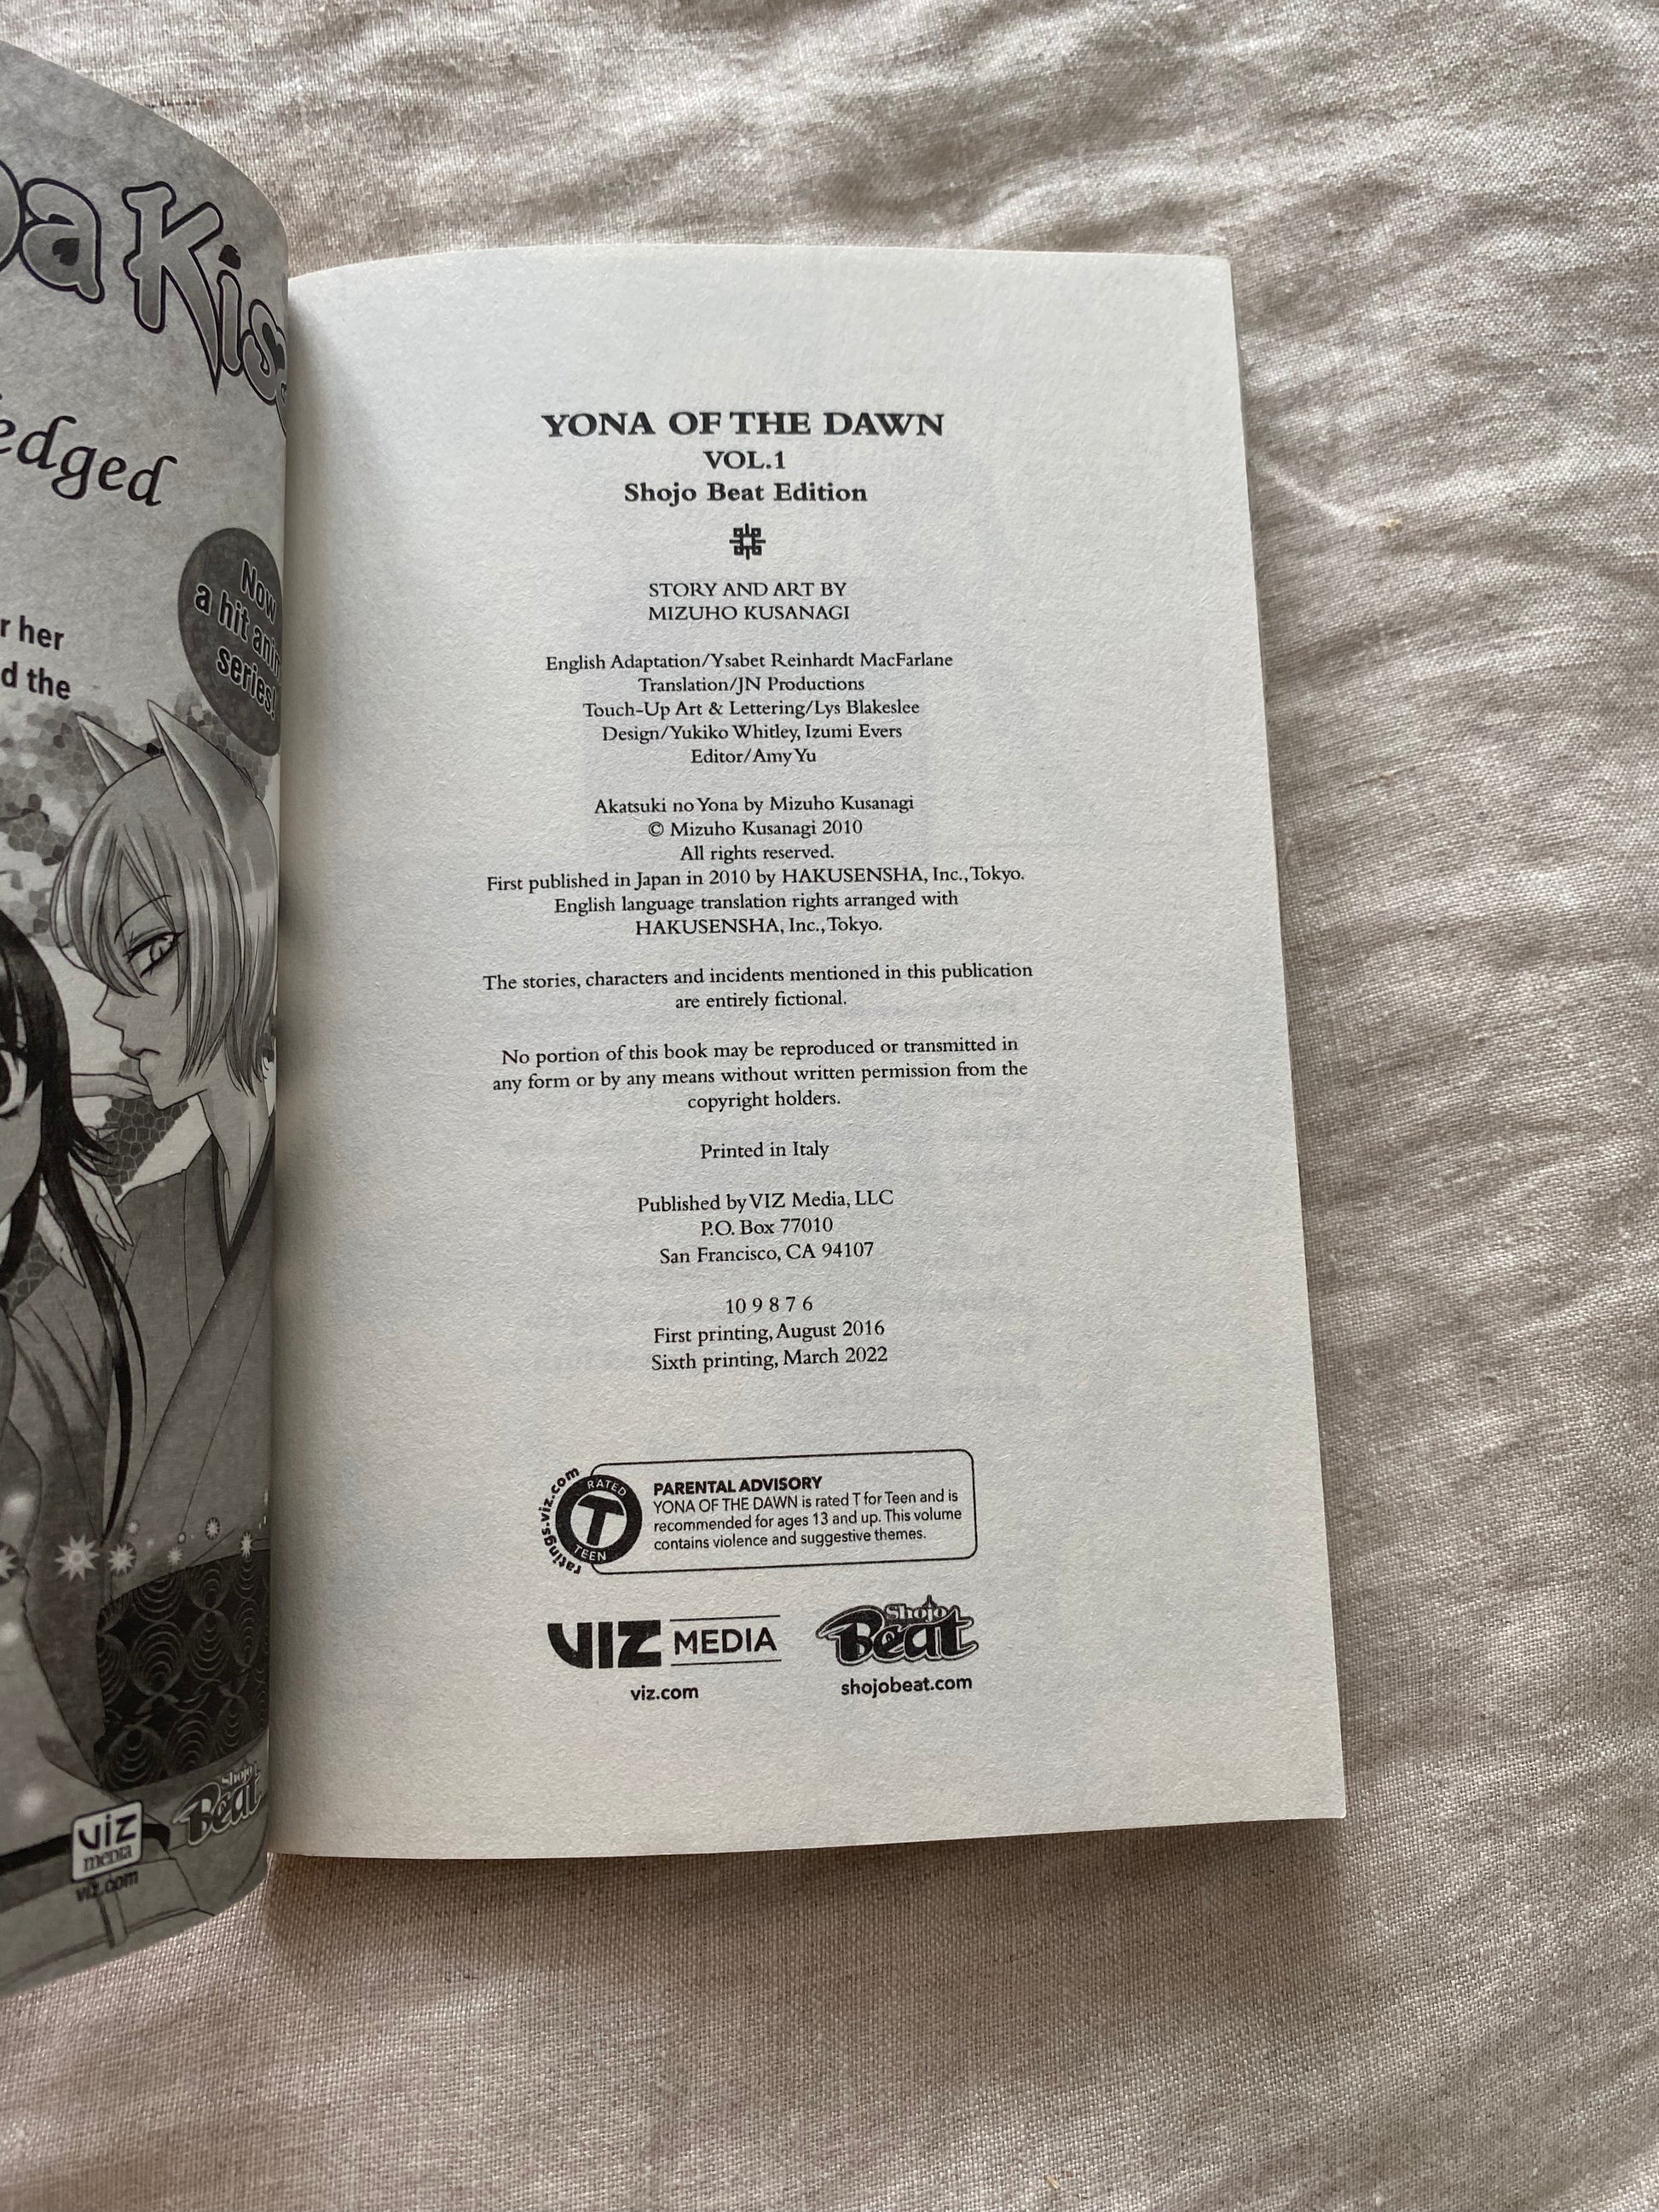 Kiss
edged
Now
a hit
series!
r her
d the
viz
media
viz.com
Shojo
Beat
YONA OF THE DAWN
VOL.1
Shojo Beat Edition
STORY AND ART BY
MIZUHO KUSANAGI
English Adaptation/Ysabet Reinhardt MacFarlane
Translation/JN Productions
Touch-Up Art & Lettering/Lys Blakeslee
Design/Yukiko Whitley, Izumi Evers
Editor/Amy Yu
Akatsuki no Yona by Mizuho Kusanagi
© Mizuho Kusanagi 2010
All rights reserved.
First published in Japan in 2010 by HAKUSENSHA, Inc., Tokyo.
English language translation rights arranged with
HAKUSENSHA, Inc., Tokyo.
The stories, characters and incidents mentioned in this publication
are entirely fictional.
No portion of this book may be reproduced or transmitted in
any form or by any means without written permission from the
copyright holders.
Printed in Italy
Published by VIZ Media, LLC
P.O. Box 77010
San Francisco, CA 94107
10 9 8 7 6
First printing, August 2016
Sixth printing, March 2022
ratings.viz.com
RATED
T
TEEN
PARENTAL ADVISORY
YONA OF THE DAWN is rated T for Teen and is
recommended for ages 13 and up. This volume
contains violence and suggestive themes.
VIZ MEDIA
viz.com
Shojo
Beat
shojobeat.com